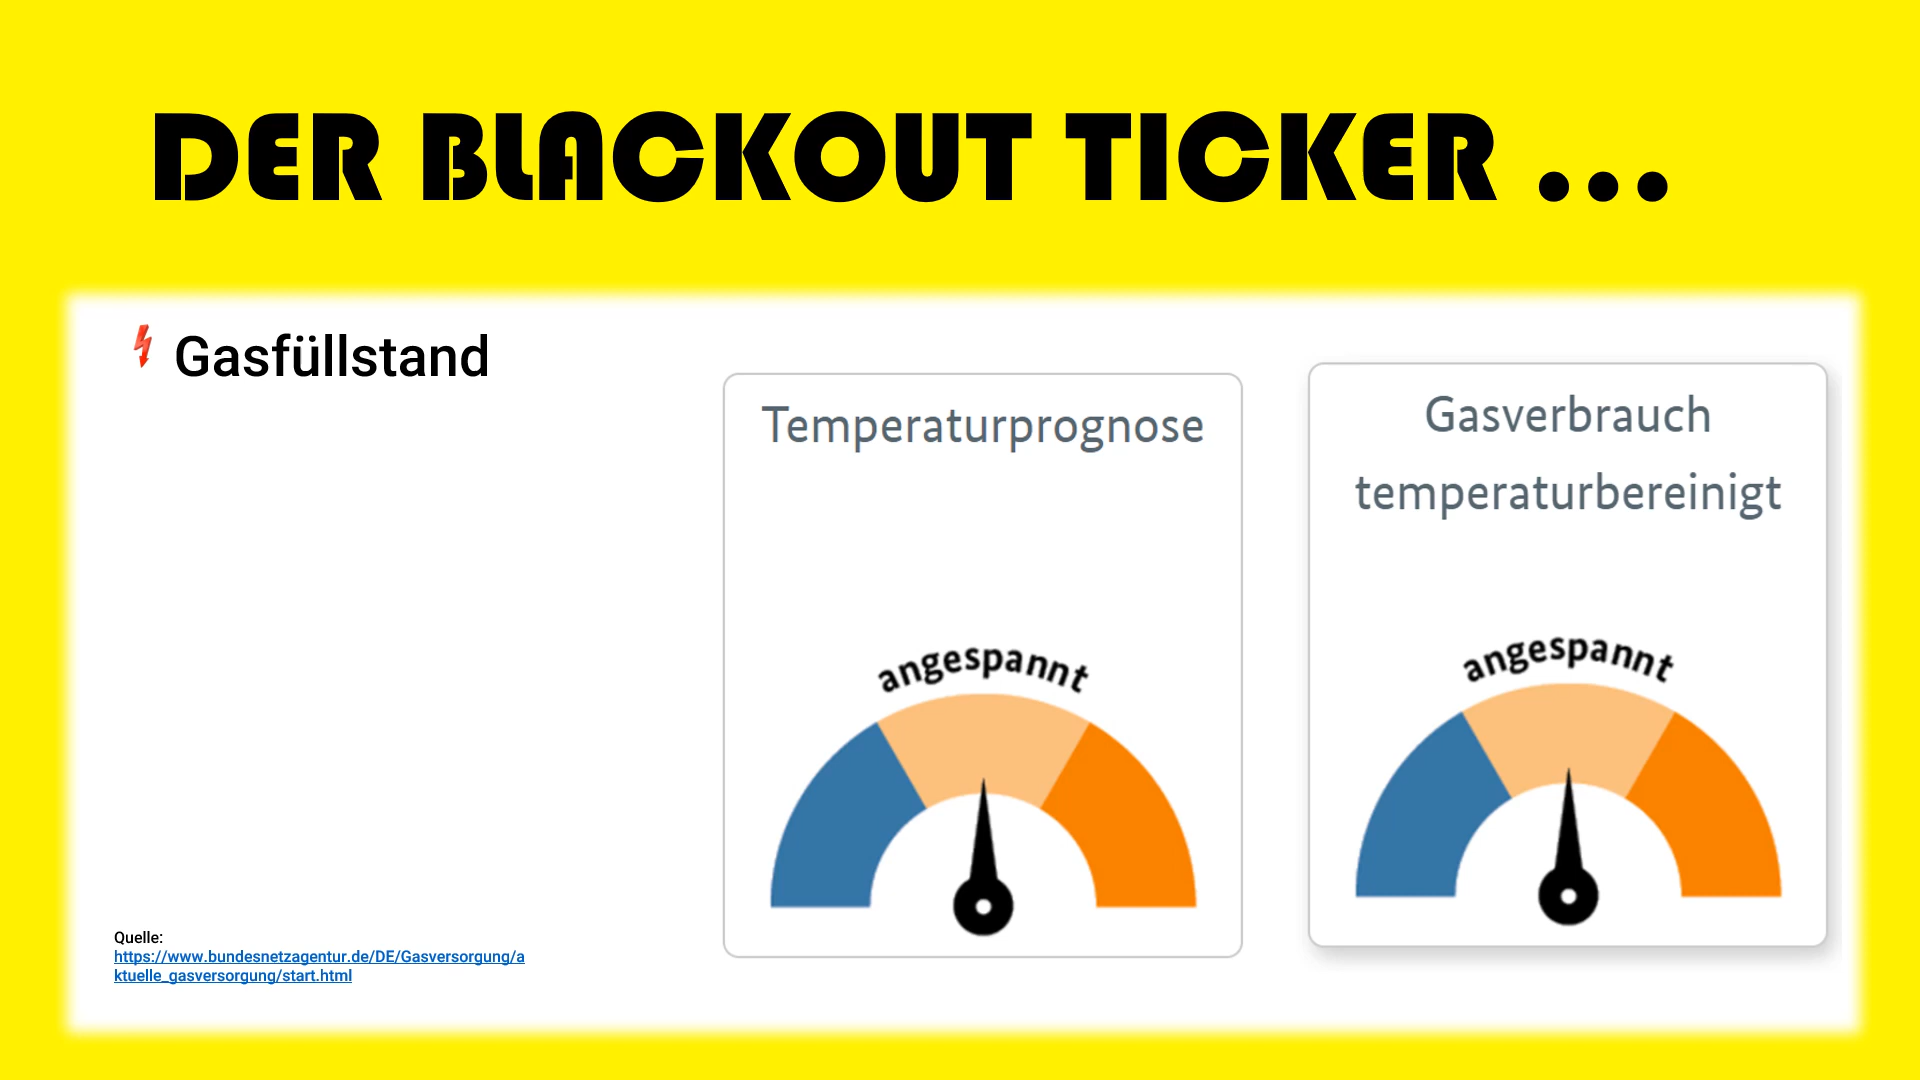 DER BLACKOUT TICKER ...
Gasfüllstand
Temperaturprognose
angespannt
Gasverbrauch
temperaturbereinigt
angespannt
Quelle:
https://www.bundesnetzagentur.de/DE/Gasversorgung/a
ktuelle_gasversorgung/start.html